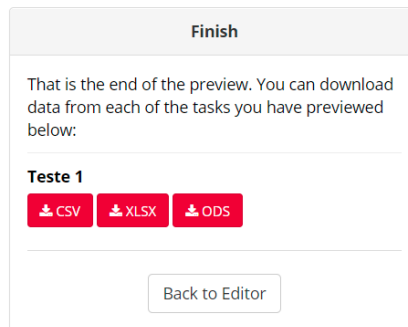 Finish
That is the end of the preview. You can download
data from each of the tasks you have previewed
below:
Teste 1
CSV XLSX ODS
Back to Editor